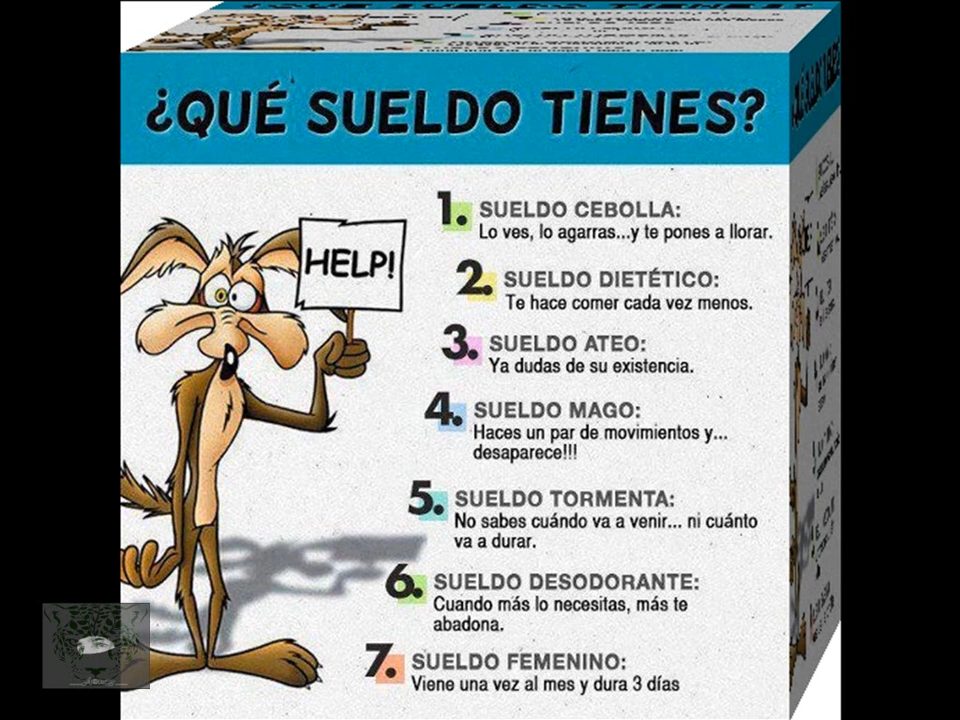 ¿QUÉ SUELDO TIENES?
HELP!
1. SUELDO CEBOLLA:
Lo ves, lo agarras...y te pones a llorar.
2. SUELDO DIETÉTICO:
Te hace comer cada vez menos.
3. SUELDO ATEO:
Ya dudas de su existencia.
4. SUELDO MAGO:
Haces un par de movimientos y...
desaparece!!!
5. SUELDO TORMENTA:
No sabes cuándo va a venir... ni cuánto
va a durar.
6. SUELDO DESODORANTE:
Cuando más lo necesitas, más te
abadona.
7. SUELDO FEMENINO:
Viene una vez al mes y dura 3 días